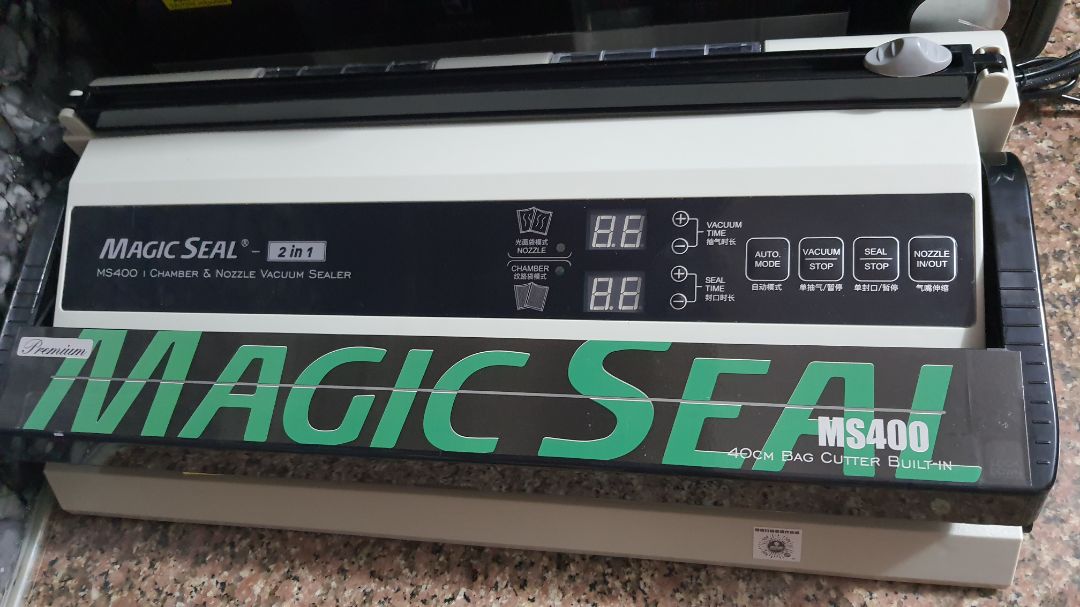 MAGIC SEAL® - 2 in 1
MS400 | CHAMBER & NOZZLE VACUUM SEALER
光面袋模式
NOZZLE
CHAMBER
纹路袋模式
8.8.
8.8.
+
−
VACUUM
TIME
抽气时长
+
−
SEAL
TIME
封口时长
AUTO.
MODE
自动模式
VACUUM
STOP
单抽气/暂停
SEAL
STOP
单封口/暂停
NOZZLE
IN/OUT
气嘴伸缩
Premium
MAGIC SEAL
MS400
40CM BAG CUTTER BUILT-IN